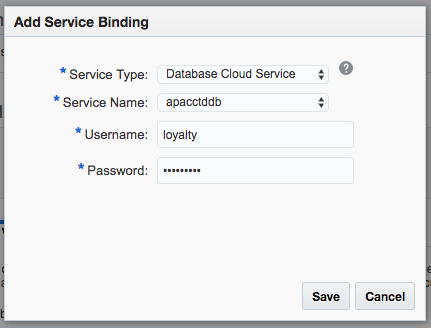 Add Service Binding
* Service Type: Database Cloud Service ?
* Service Name: apacctddb
* Username: loyalty
* Password: •••••••••
Save Cancel